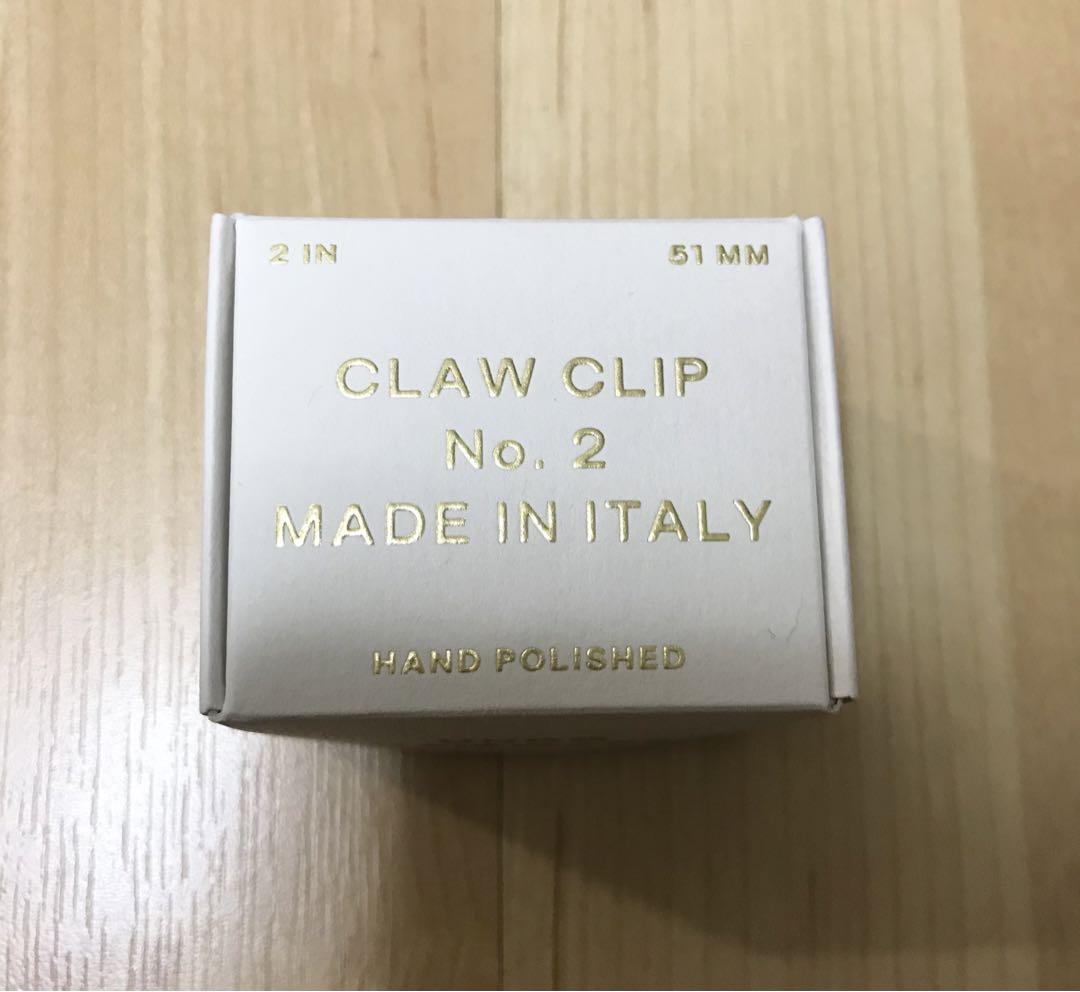 2 IN 51 MM
CLAW CLIP
No. 2
MADE IN ITALY
HAND POLISHED